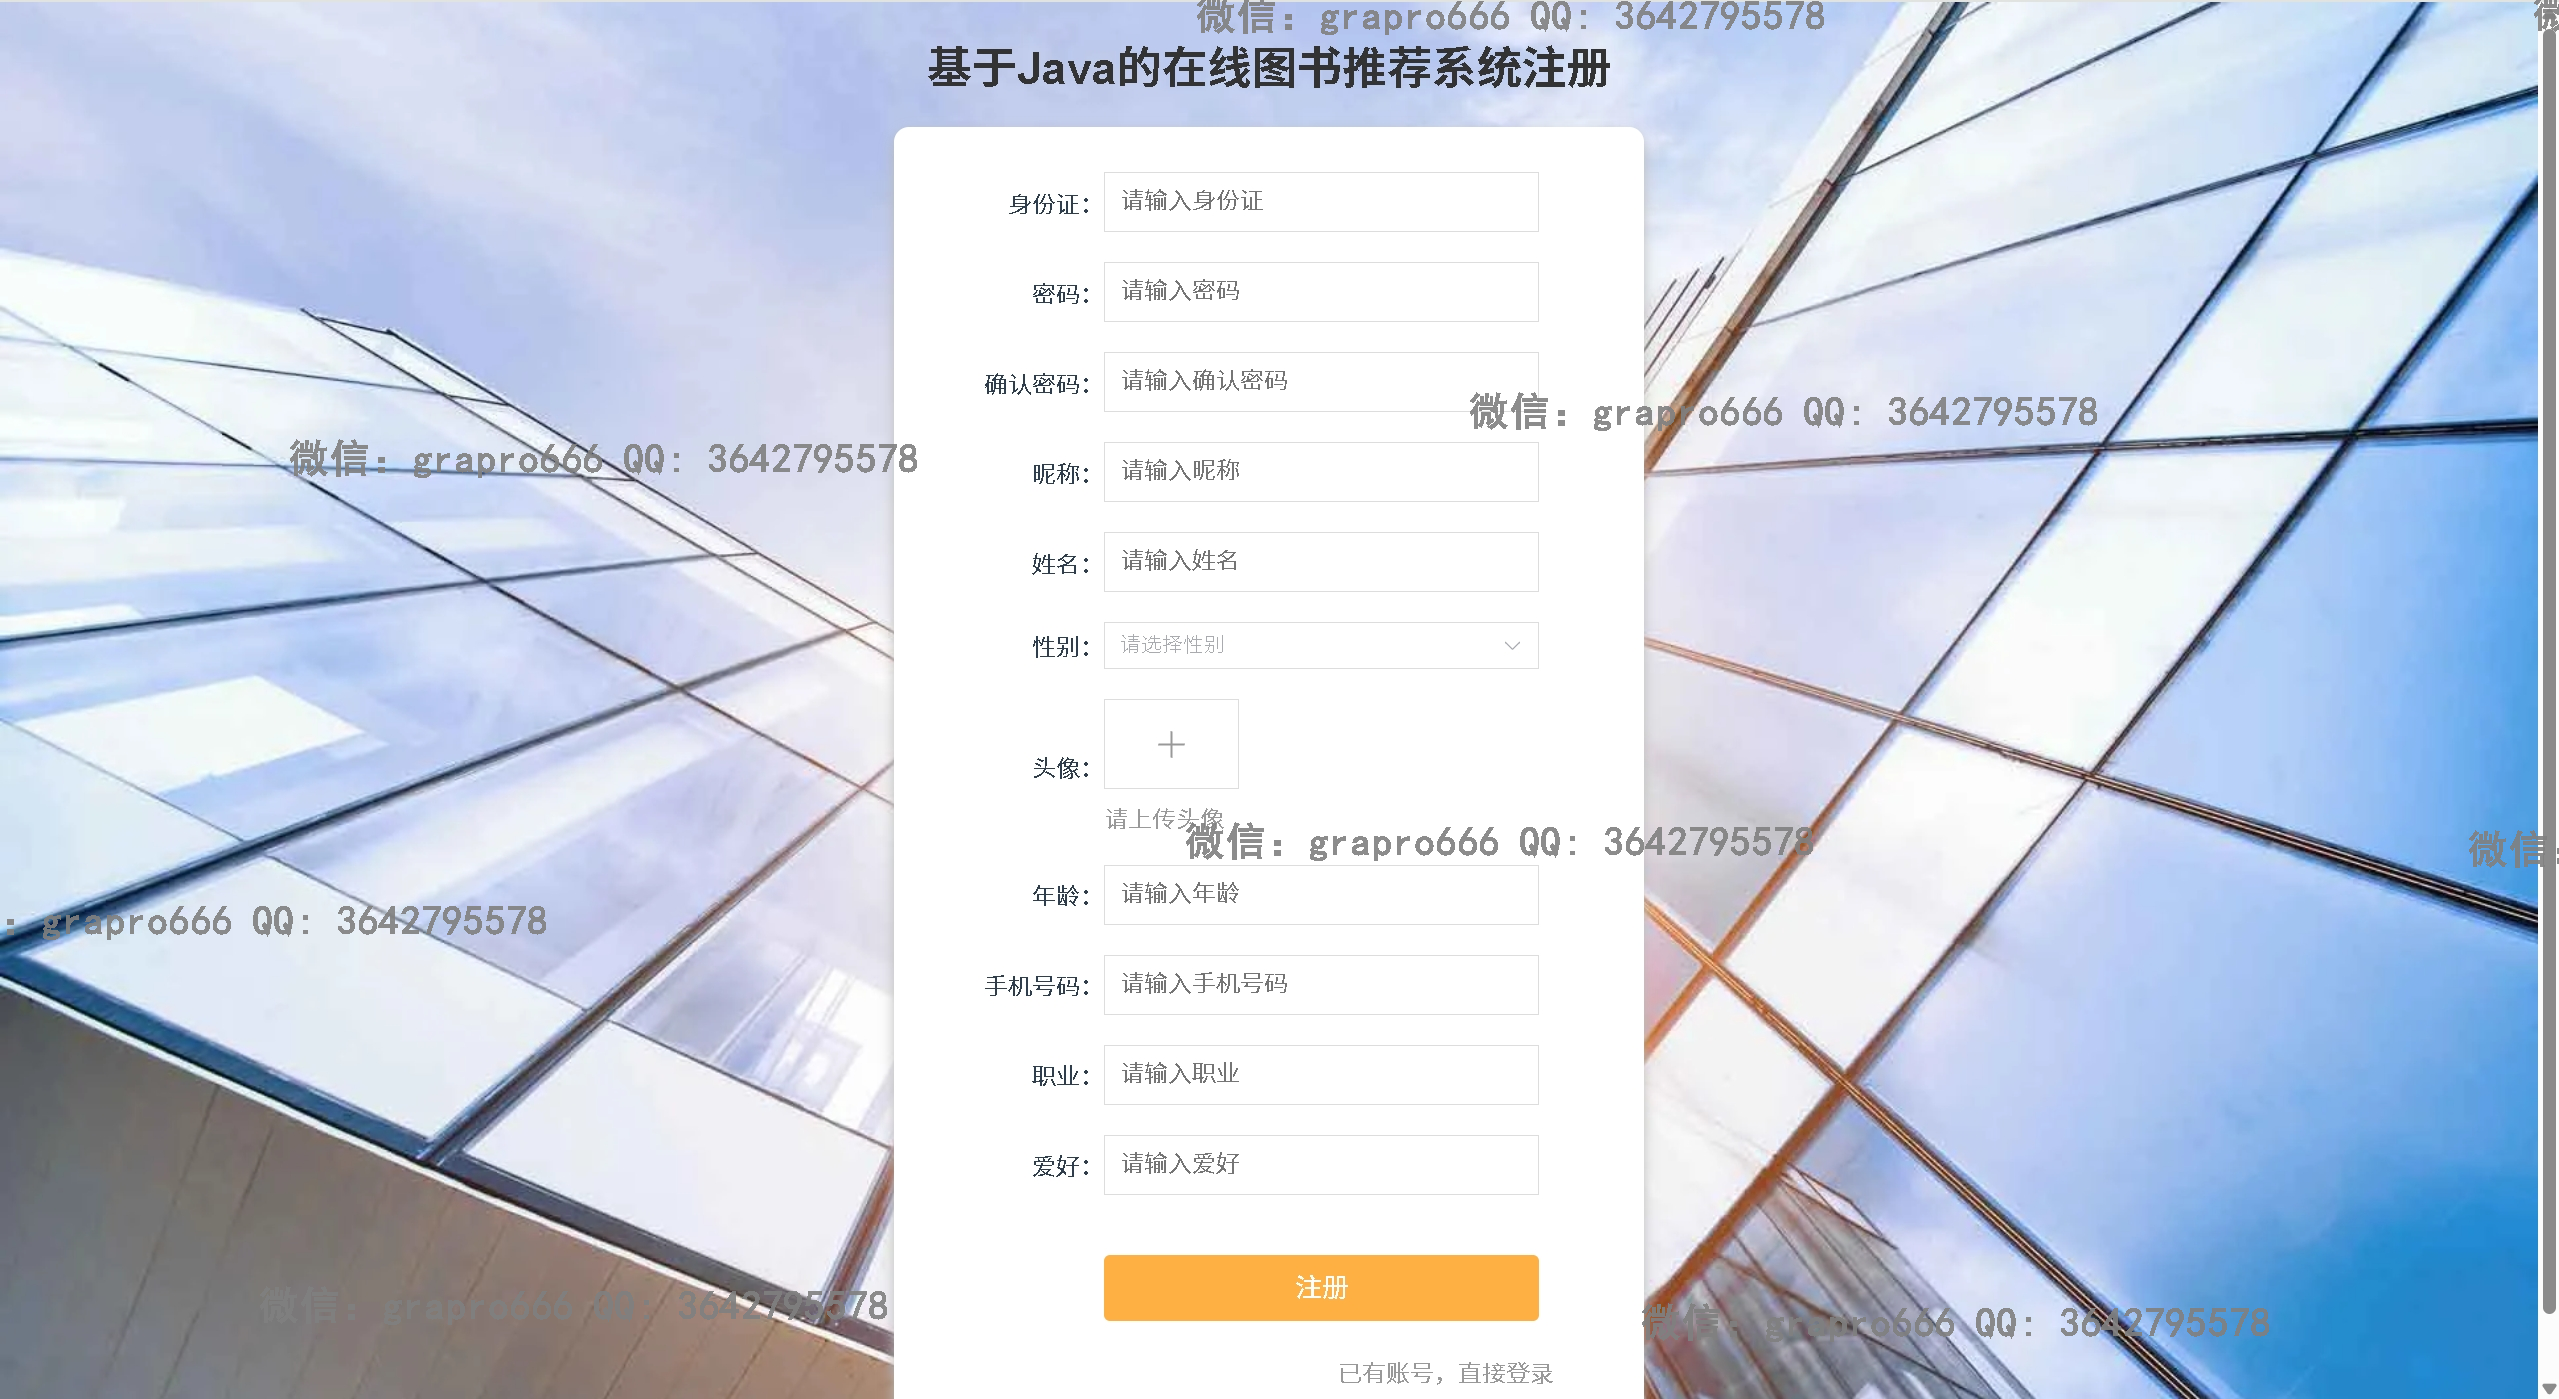 微信: grapro666 QQ: 3642795578
微
基于Java的在线图书推荐系统注册
身份证: 请输入身份证
密码: 请输入密码
确认密码: 请输入确认密码
微信: grapro666 QQ: 3642795578
微信: grapro666 QQ: 3642795578
昵称: 请输入昵称
姓名: 请输入姓名
性别: 请选择性别
头像:
请上传头像
微信: grapro666 QQ: 3642795578
微信:
年龄: 请输入年龄
: grapro666 QQ: 3642795578
手机号码: 请输入手机号码
职业: 请输入职业
爱好: 请输入爱好
注册
微信: grapro666 QQ: 3642795578
微信: grapro666 QQ: 3642795578
已有账号，直接登录